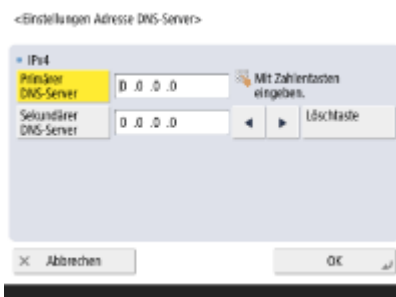 <Einstellungen Adresse DNS-Server>
IPv4
Primärer
DNS-Server
0 .0 .0 .0
Mit Zahlentasten
eingeben.
Sekundärer
DNS-Server
0 .0 .0 .0
Löschtaste
Abbrechen
OK